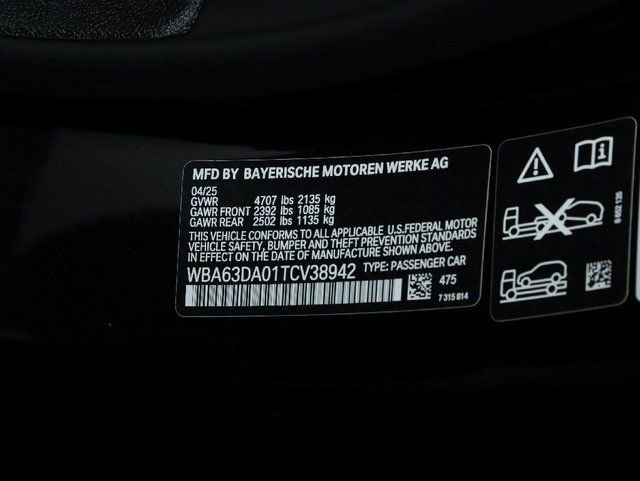 MFD BY BAYERISCHE MOTOREN WERKE AG
04/25
GVWR 4707 lbs 2135 kg
GAWR FRONT 2392 lbs 1085 kg
GAWR REAR 2502 lbs 1135 kg
THIS VEHICLE CONFORMS TO ALL APPLICABLE U.S.FEDERAL MOTOR
VEHICLE SAFETY, BUMPER AND THEFT PREVENTION STANDARDS
IN EFFECT ON THE DATE OF MANUFACTURE SHOWN ABOVE.
WBA63DA01TCV38942 TYPE: PASSENGER CAR
475
7 315 814
8 462 135